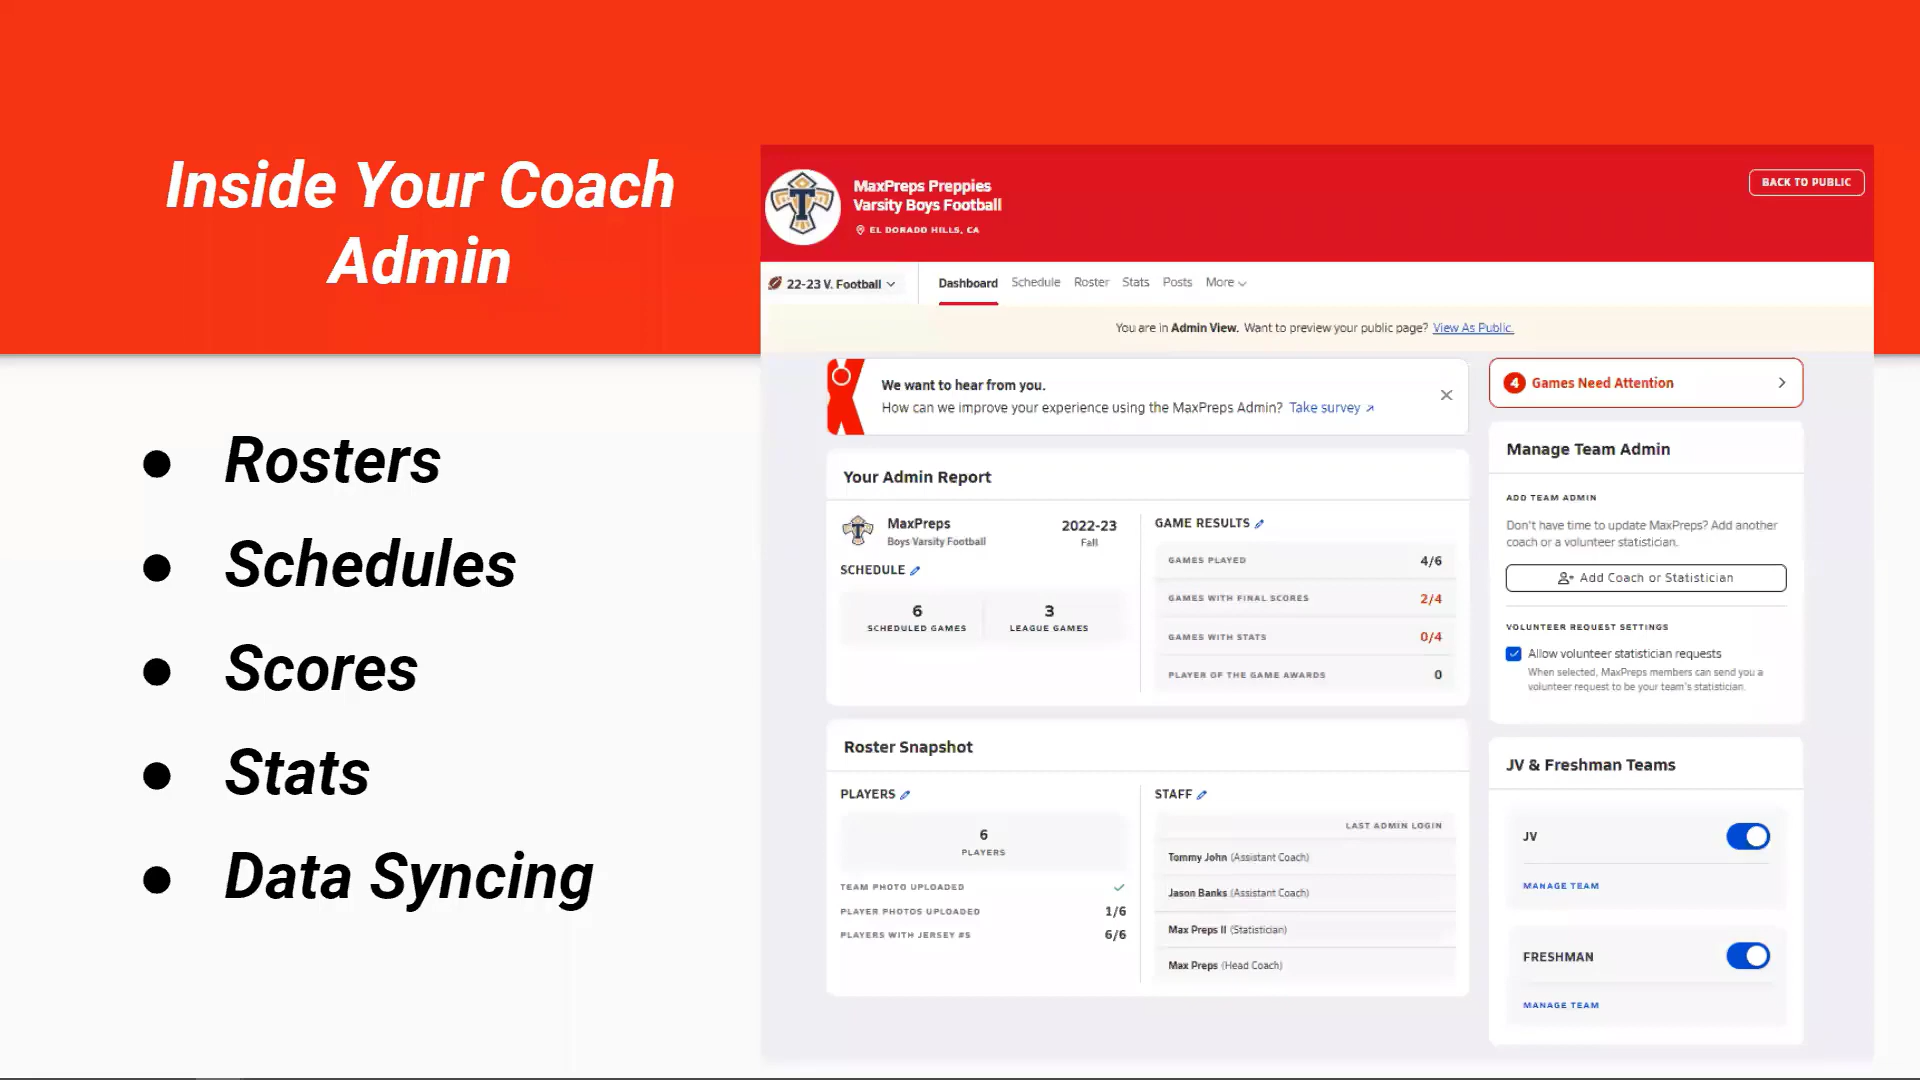 Inside Your Coach
Admin
● Rosters
● Schedules
● Scores
● Stats
● Data Syncing
T
MaxPreps Preppies
Varsity Boys Football
EL DORADO HILLS, CA
BACK TO PUBLIC
22-23 V. Football
Dashboard Schedule Roster Stats Posts More
You are in Admin View. Want to preview your public page? View As Public.
We want to hear from you.
How can we improve your experience using the MaxPreps Admin? Take survey
4 Games Need Attention
Your Admin Report
T
MaxPreps
Boys Varsity Football
2022-23
Fall
SCHEDULE
6
SCHEDULED GAMES
3
LEAGUE GAMES
GAME RESULTS
GAMES PLAYED 4/6
GAMES WITH FINAL SCORES 2/4
GAMES WITH STATS 0/4
PLAYER OF THE GAME AWARDS 0
Manage Team Admin
ADD TEAM ADMIN
Don't have time to update MaxPreps? Add another
coach or a volunteer statistician.
Add Coach or Statistician
VOLUNTEER REQUEST SETTINGS
Allow volunteer statistician requests
When selected, MaxPreps members can send you a
volunteer request to be your team's statistician.
Roster Snapshot
PLAYERS
6
PLAYERS
TEAM PHOTO UPLOADED
PLAYER PHOTOS UPLOADED 1/6
PLAYERS WITH JERSEY #S 6/6
STAFF
LAST ADMIN LOGIN
Tommy John (Assistant Coach)
Jason Banks (Assistant Coach)
Max Preps II (Statistician)
Max Preps (Head Coach)
JV & Freshman Teams
JV
MANAGE TEAM
FRESHMAN
MANAGE TEAM